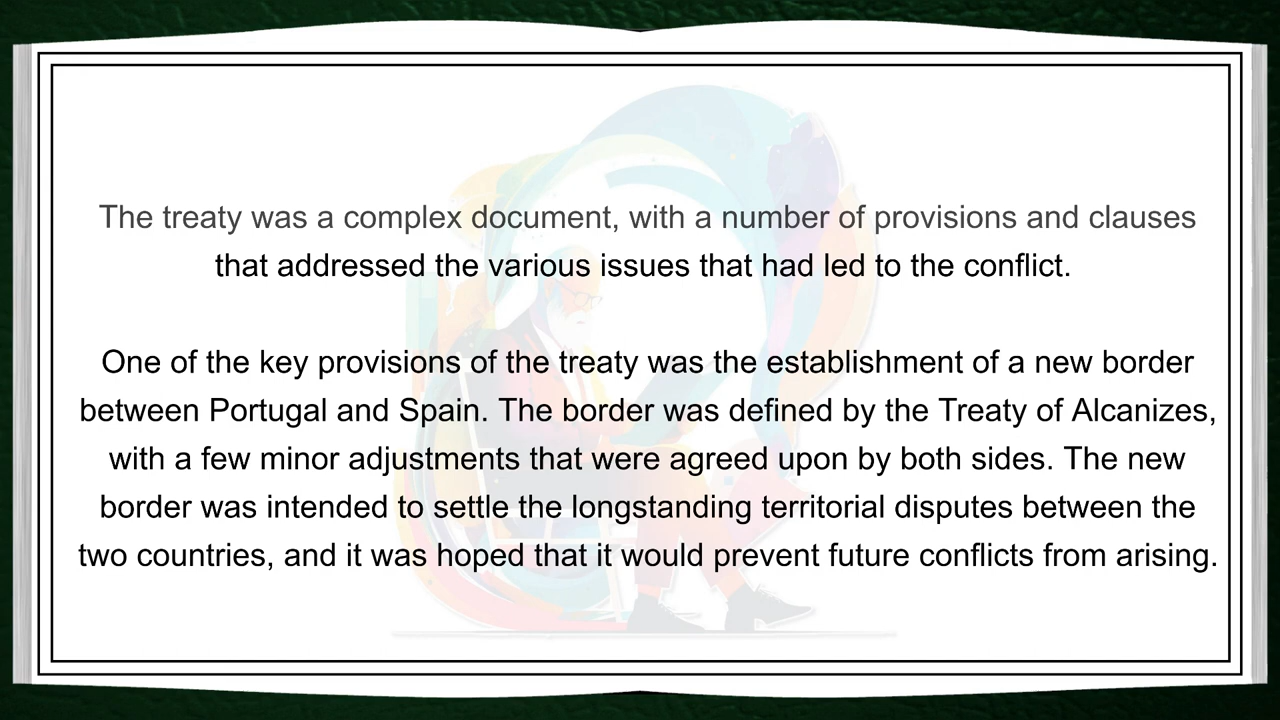 The treaty was a complex document, with a number of provisions and clauses
that addressed the various issues that had led to the conflict.
One of the key provisions of the treaty was the establishment of a new border
between Portugal and Spain. The border was defined by the Treaty of Alcanizes,
with a few minor adjustments that were agreed upon by both sides. The new
border was intended to settle the longstanding territorial disputes between the
two countries, and it was hoped that it would prevent future conflicts from arising.